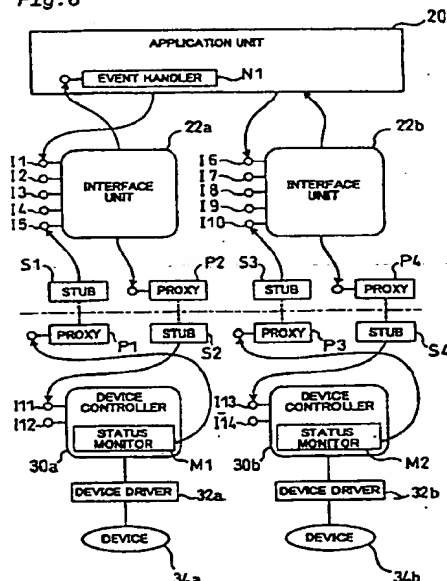 Fig.6
20
APPLICATION UNIT
EVENT HANDLER
N1
22a
22b
I1
I2
I3
I4
I5
INTERFACE
UNIT
I6
I7
I8
I9
I10
INTERFACE
UNIT
S1
P2
S3
P4
STUB
PROXY
STUB
PROXY
PROXY
P1
STUB
S2
PROXY
P3
STUB
S4
I11
I12
DEVICE
CONTROLLER
STATUS
MONITOR
30a
M1
I13
I14
DEVICE
CONTROLLER
STATUS
MONITOR
30b
M2
DEVICE DRIVER
32a
DEVICE DRIVER
32b
DEVICE
34a
DEVICE
34b